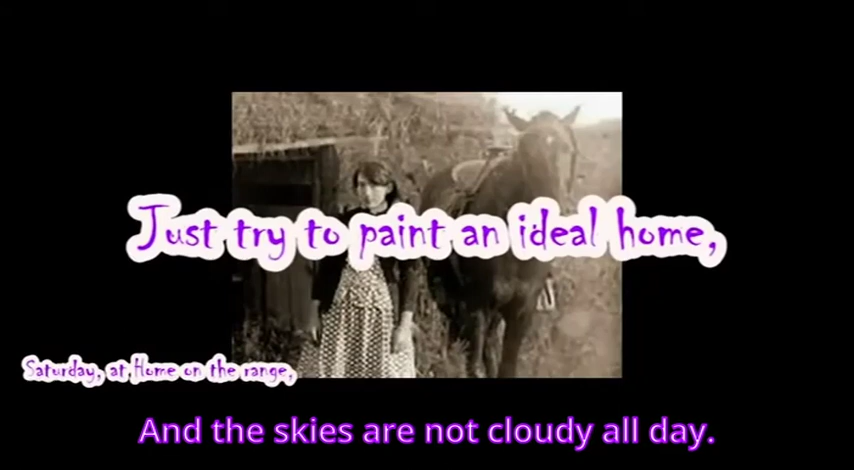 Just try to paint an ideal home,
Saturday, at Home on the range,
And the skies are not cloudy all day.